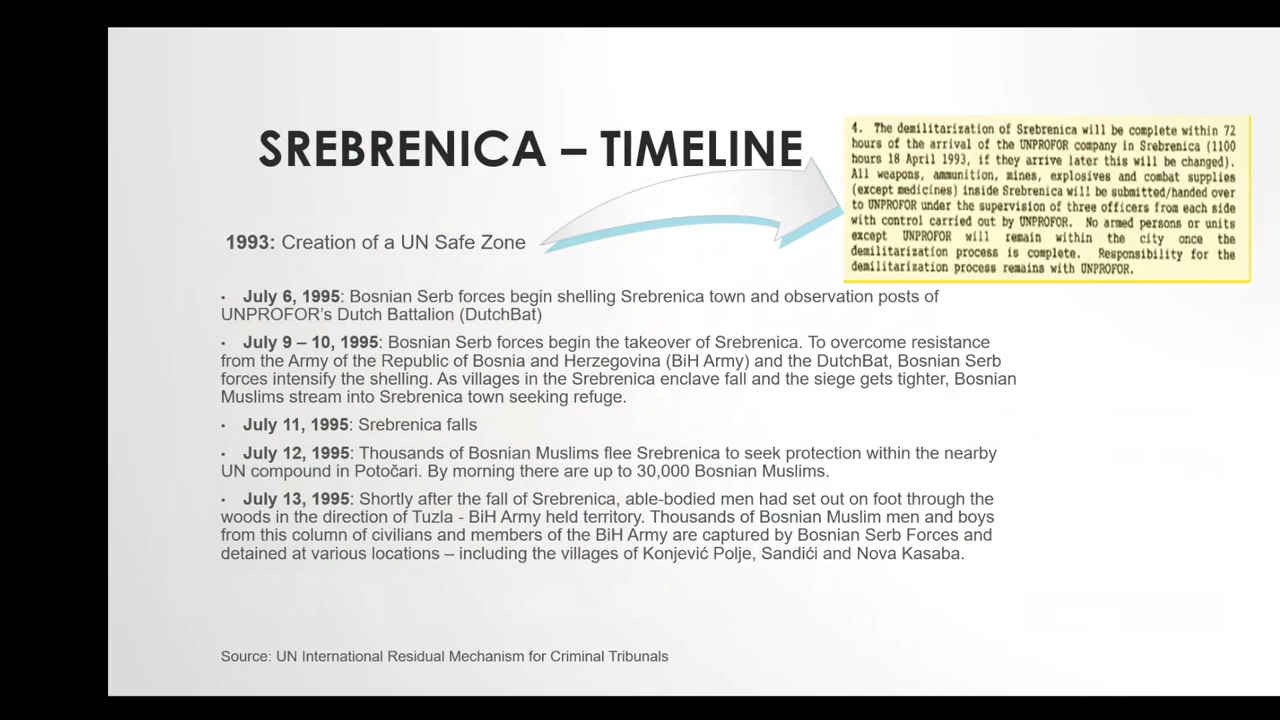 SREBRENICA – TIMELINE
4. The demilitarization of Srebrenica will be complete within 72
hours of the arrival of the UNPROFOR company in Srebrenica (1100
hours 18 April 1993, if they arrive later this will be changed).
All weapons, ammunition, mines, explosives and combat supplies
(except medicines) inside Srebrenica will be submitted/handed over
to UNPROFOR under the supervision of three officers from each side
with control carried out by UNPROFOR. No armed persons or units
except UNPROFOR will remain within the city once the
demilitarization process is complete. Responsibility for the
demilitarization process remains with UNPROFOR.
1993: Creation of a UN Safe Zone
• July 6, 1995: Bosnian Serb forces begin shelling Srebrenica town and observation posts of
UNPROFOR’s Dutch Battalion (DutchBat)
• July 9 – 10, 1995: Bosnian Serb forces begin the takeover of Srebrenica. To overcome resistance
from the Army of the Republic of Bosnia and Herzegovina (BiH Army) and the DutchBat, Bosnian Serb
forces intensify the shelling. As villages in the Srebrenica enclave fall and the siege gets tighter, Bosnian
Muslims stream into Srebrenica town seeking refuge.
• July 11, 1995: Srebrenica falls
• July 12, 1995: Thousands of Bosnian Muslims flee Srebrenica to seek protection within the nearby
UN compound in Potočari. By morning there are up to 30,000 Bosnian Muslims.
• July 13, 1995: Shortly after the fall of Srebrenica, able-bodied men had set out on foot through the
woods in the direction of Tuzla - BiH Army held territory. Thousands of Bosnian Muslim men and boys
from this column of civilians and members of the BiH Army are captured by Bosnian Serb Forces and
detained at various locations – including the villages of Konjević Polje, Sandići and Nova Kasaba.
Source: UN International Residual Mechanism for Criminal Tribunals